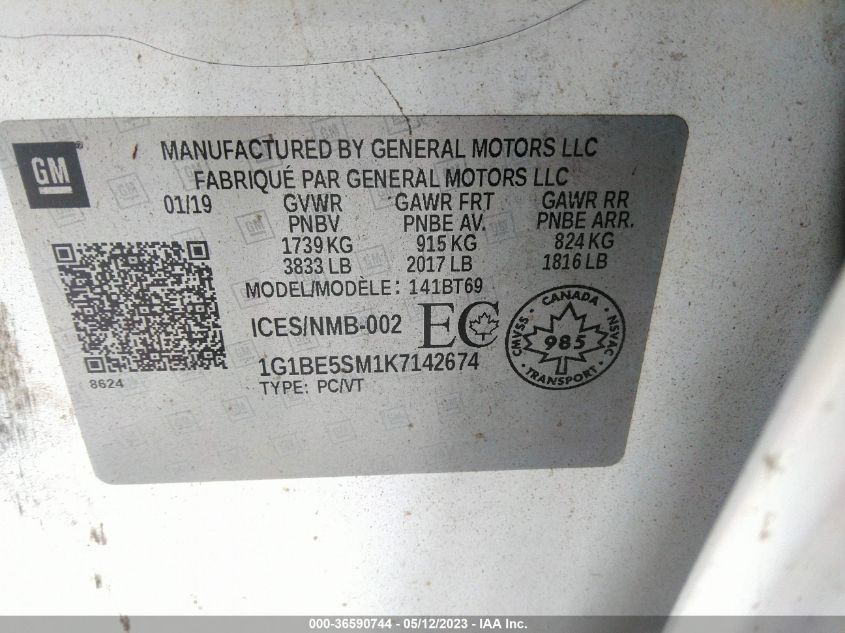 GM
MANUFACTURED BY GENERAL MOTORS LLC
FABRIQUÉ PAR GENERAL MOTORS LLC
01/19 GVWR GAWR FRT GAWR RR
PNBV PNBE AV. PNBE ARR.
1739 KG 915 KG 824 KG
3833 LB 2017 LB 1816 LB
MODEL/MODÈLE: 141BT69
ICES/NMB-002 EC
1G1BE5SM1K7142674
TYPE: PC/VT
8624
CANADA
CMVSS 985 NSVAC
TRANSPORT
000-36590744 - 05/12/2023 - IAA Inc.